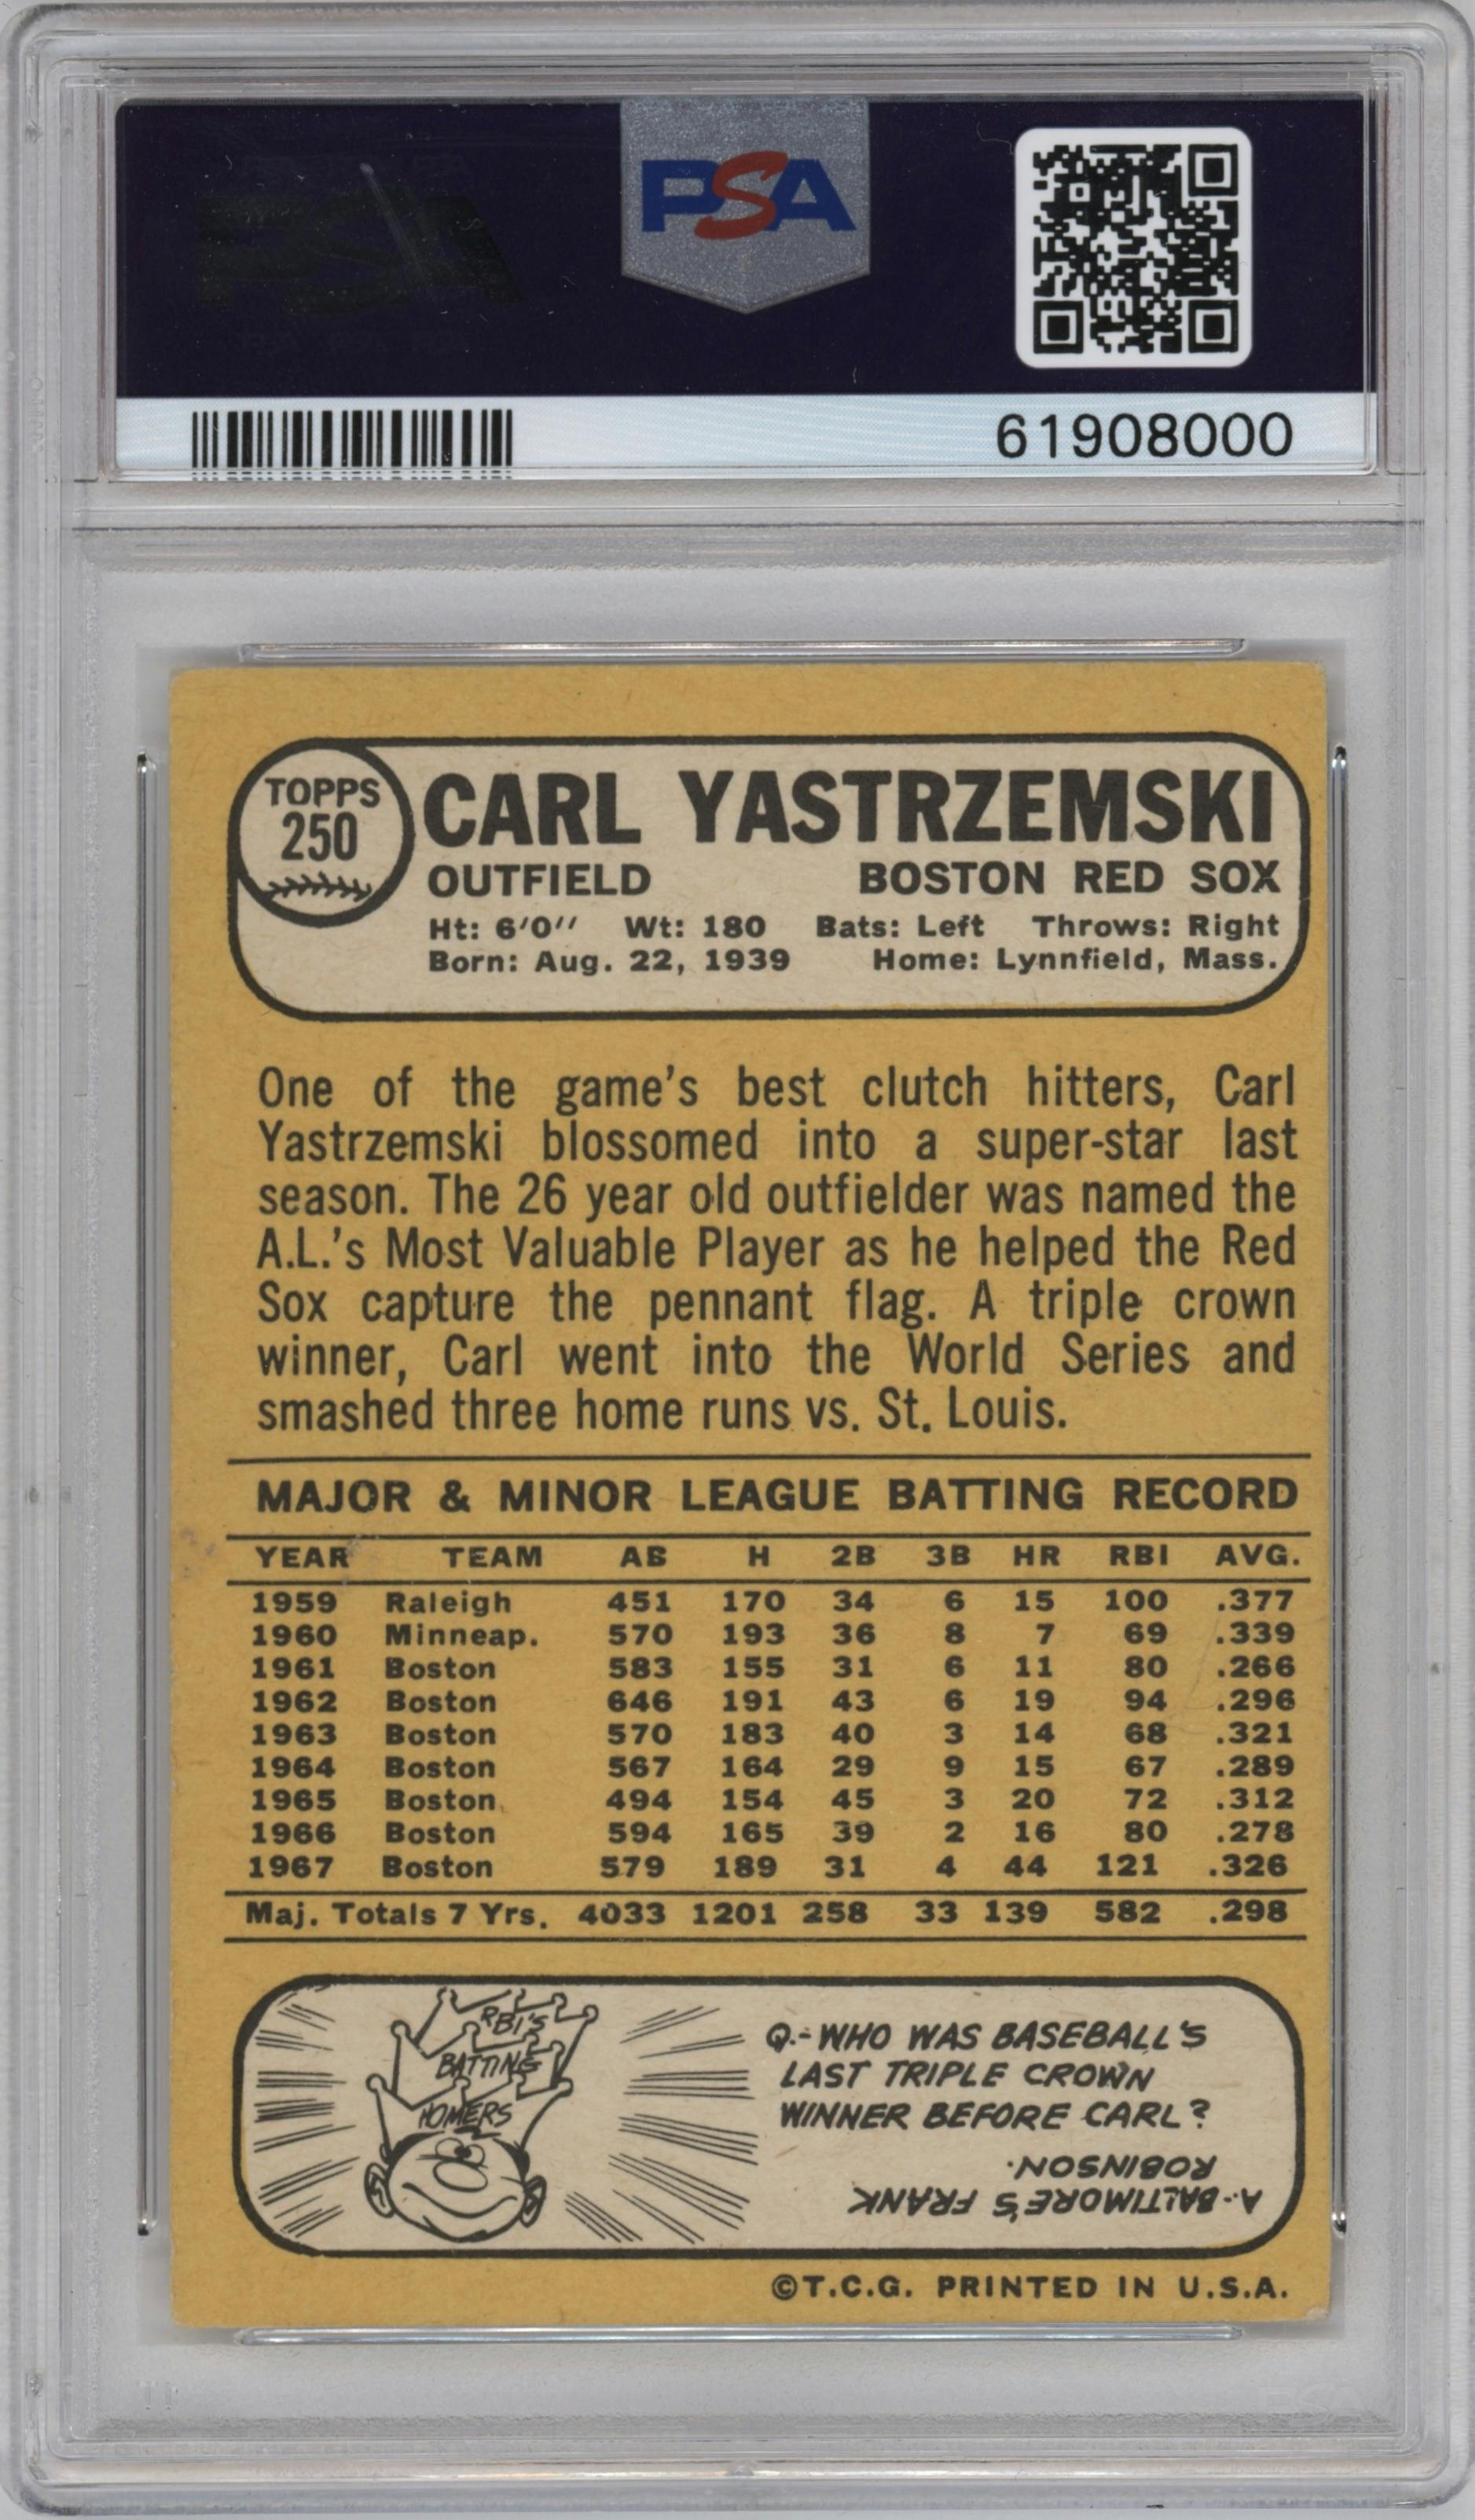 PSA
61908000
TOPPS
250
CARL YASTRZEMSKI
OUTFIELD BOSTON RED SOX
Ht: 6'0'' Wt: 180 Bats: Left Throws: Right
Born: Aug. 22, 1939 Home: Lynnfield, Mass.
One of the game's best clutch hitters, Carl
Yastrzemski blossomed into a super-star last
season. The 26 year old outfielder was named the
A.L.'s Most Valuable Player as he helped the Red
Sox capture the pennant flag. A triple crown
winner, Carl went into the World Series and
smashed three home runs vs. St. Louis.
MAJOR & MINOR LEAGUE BATTING RECORD
YEAR TEAM AB H 2B 3B HR RBI AVG.
1959 Raleigh 451 170 34 6 15 100 .377
1960 Minneap. 570 193 36 8 7 69 .339
1961 Boston 583 155 31 6 11 80 .266
1962 Boston 646 191 43 6 19 94 .296
1963 Boston 570 183 40 3 14 68 .321
1964 Boston 567 164 29 9 15 67 .289
1965 Boston 494 154 45 3 20 72 .312
1966 Boston 594 165 39 2 16 80 .278
1967 Boston 579 189 31 4 44 121 .326
Maj. Totals 7 Yrs. 4033 1201 258 33 139 582 .298
RBI'S
BATTING
HOMERS
Q.-WHO WAS BASEBALL'S
LAST TRIPLE CROWN
WINNER BEFORE CARL?
A.-BALTIMORE'S FRANK
ROBINSON.
©T.C.G. PRINTED IN U.S.A.